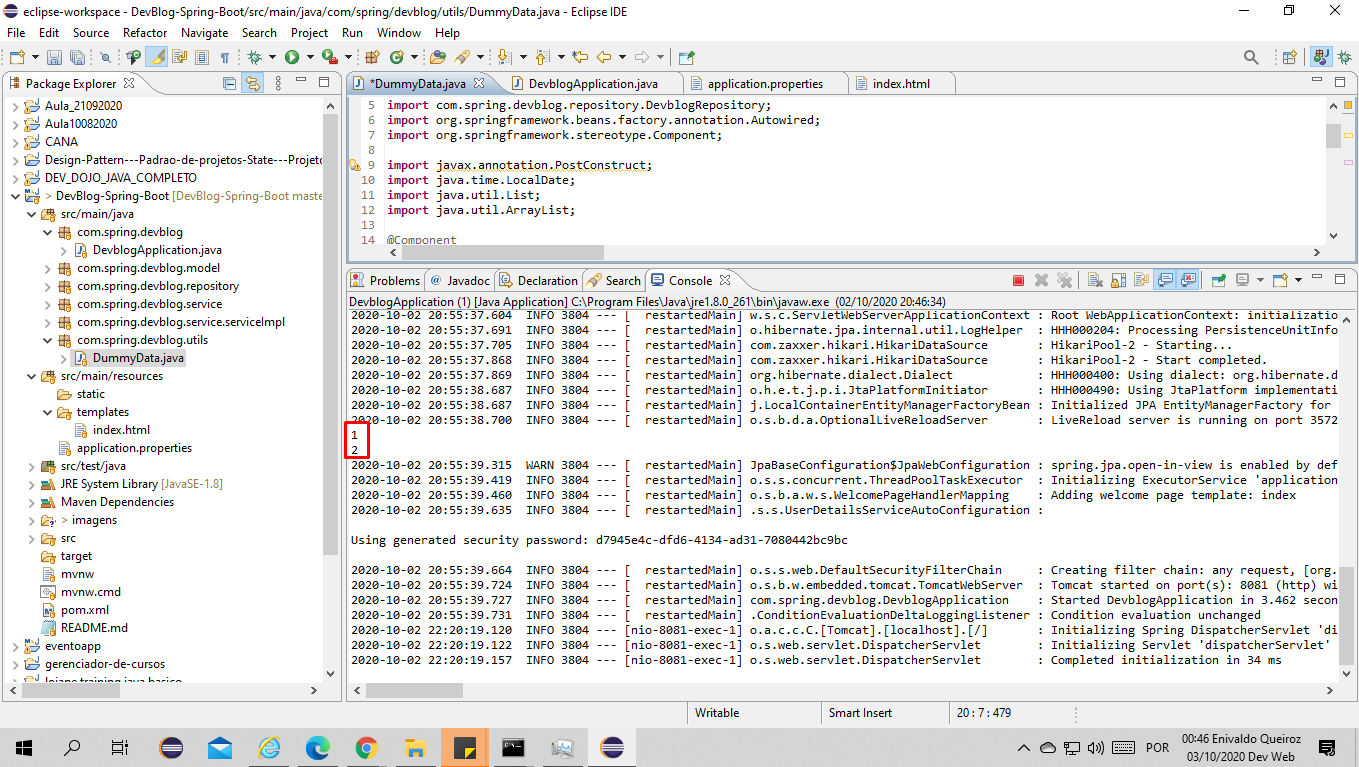 eclipse-workspace - DevBlog-Spring-Boot/src/main/java/com/spring/devblog/utils/DummyData.java - Eclipse IDE
File Edit Source Refactor Navigate Search Project Run Window Help
Package Explorer
Aula_21092020
Aula10082020
CANA
Design-Pattern---Padrao-de-projetos-State---Projeto
DEV_DOJO_JAVA_COMPLETO
> DevBlog-Spring-Boot [DevBlog-Spring-Boot maste
src/main/java
com.spring.devblog
DevblogApplication.java
com.spring.devblog.model
com.spring.devblog.repository
com.spring.devblog.service
com.spring.devblog.service.serviceImpl
com.spring.devblog.utils
DummyData.java
src/main/resources
static
templates
index.html
application.properties
src/test/java
JRE System Library [JavaSE-1.8]
Maven Dependencies
> imagens
src
target
mvnw
mvnw.cmd
pom.xml
README.md
eventoapp
gerenciador-de-cursos
loiane.training.java.basico
*DummyData.java DevblogApplication.java application.properties index.html
5 import com.spring.devblog.repository.DevblogRepository;
6 import org.springframework.beans.factory.annotation.Autowired;
7 import org.springframework.stereotype.Component;
8
9 import javax.annotation.PostConstruct;
10 import java.time.LocalDate;
11 import java.util.List;
12 import java.util.ArrayList;
13
14 @Component
Problems Javadoc Declaration Search Console
DevblogApplication (1) [Java Application] C:\Program Files\Java\jre1.8.0_261\bin\javaw.exe (02/10/2020 20:46:34)
2020-10-02 20:55:37.604 INFO 3804 --- [ restartedMain] w.s.c.ServletWebServerApplicationContext : Root WebApplicationContext: initializatio
2020-10-02 20:55:37.691 INFO 3804 --- [ restartedMain] o.hibernate.jpa.internal.util.LogHelper : HHH000204: Processing PersistenceUnitInfo
2020-10-02 20:55:37.705 INFO 3804 --- [ restartedMain] com.zaxxer.hikari.HikariDataSource : HikariPool-2 - Starting...
2020-10-02 20:55:37.868 INFO 3804 --- [ restartedMain] com.zaxxer.hikari.HikariDataSource : HikariPool-2 - Start completed.
2020-10-02 20:55:37.869 INFO 3804 --- [ restartedMain] org.hibernate.dialect.Dialect : HHH000400: Using dialect: org.hibernate.d
2020-10-02 20:55:38.687 INFO 3804 --- [ restartedMain] o.h.e.t.j.p.i.JtaPlatformInitiator : HHH000490: Using JtaPlatform implementati
2020-10-02 20:55:38.687 INFO 3804 --- [ restartedMain] j.LocalContainerEntityManagerFactoryBean : Initialized JPA EntityManagerFactory for
2020-10-02 20:55:38.700 INFO 3804 --- [ restartedMain] o.s.b.d.a.OptionalLiveReloadServer : LiveReload server is running on port 3572
1
2
2020-10-02 20:55:39.315 WARN 3804 --- [ restartedMain] JpaBaseConfiguration$JpaWebConfiguration : spring.jpa.open-in-view is enabled by def
2020-10-02 20:55:39.419 INFO 3804 --- [ restartedMain] o.s.s.concurrent.ThreadPoolTaskExecutor : Initializing ExecutorService 'application
2020-10-02 20:55:39.460 INFO 3804 --- [ restartedMain] o.s.b.a.w.s.WelcomePageHandlerMapping : Adding welcome page template: index
2020-10-02 20:55:39.635 INFO 3804 --- [ restartedMain] .s.s.UserDetailsServiceAutoConfiguration :
Using generated security password: d7945e4c-dfd6-4134-ad31-7080442bc9bc
2020-10-02 20:55:39.664 INFO 3804 --- [ restartedMain] o.s.s.web.DefaultSecurityFilterChain : Creating filter chain: any request, [org.
2020-10-02 20:55:39.724 INFO 3804 --- [ restartedMain] o.s.b.w.embedded.tomcat.TomcatWebServer : Tomcat started on port(s): 8081 (http) wi
2020-10-02 20:55:39.727 INFO 3804 --- [ restartedMain] com.spring.devblog.DevblogApplication : Started DevblogApplication in 3.462 secon
2020-10-02 20:55:39.731 INFO 3804 --- [ restartedMain] .ConditionEvaluationDeltaLoggingListener : Condition evaluation unchanged
2020-10-02 22:20:19.120 INFO 3804 --- [nio-8081-exec-1] o.a.c.c.C.[Tomcat].[localhost].[/] : Initializing Spring DispatcherServlet 'di
2020-10-02 22:20:19.122 INFO 3804 --- [nio-8081-exec-1] o.s.web.servlet.DispatcherServlet : Initializing Servlet 'dispatcherServlet'
2020-10-02 22:20:19.157 INFO 3804 --- [nio-8081-exec-1] o.s.web.servlet.DispatcherServlet : Completed initialization in 34 ms
Writable Smart Insert 20 : 7 : 479
POR
00:46 Enivaldo Queiroz
03/10/2020 Dev Web